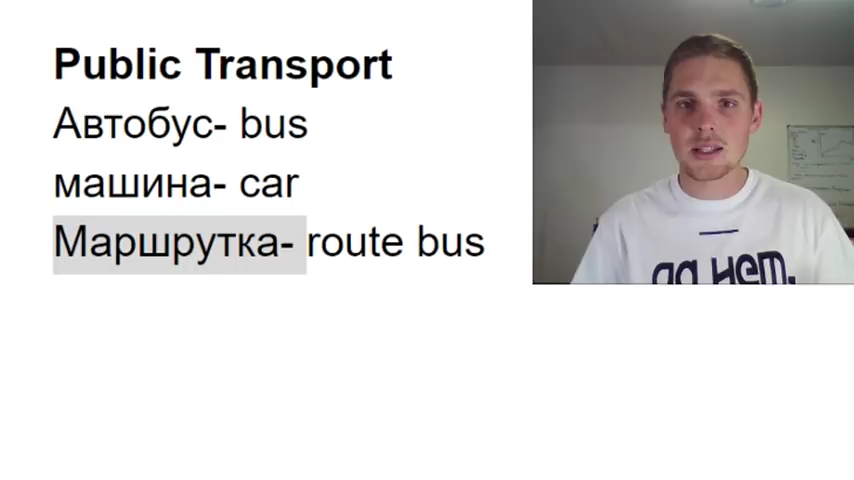 Public Transport
Автобус- bus
машина- car
Маршрутка- route bus
да нет.